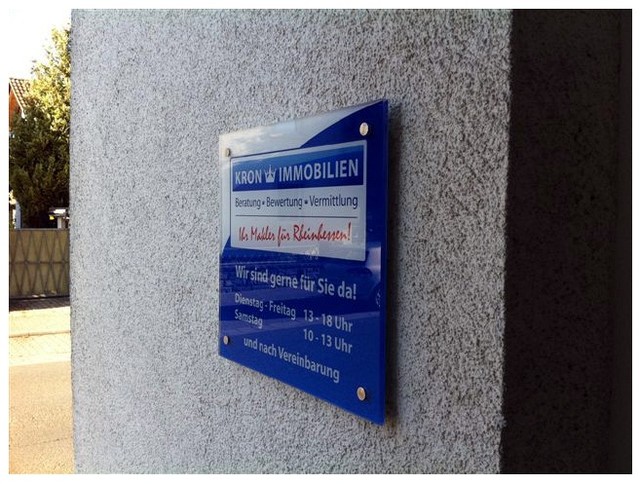 KRON IMMOBILIEN
Beratung ▪ Bewertung ▪ Vermittlung
Ihr Makler für Rheinhessen!
Wir sind gerne für Sie da!
Dienstag - Freitag 13 - 18 Uhr
Samstag 10 - 13 Uhr
und nach Vereinbarung